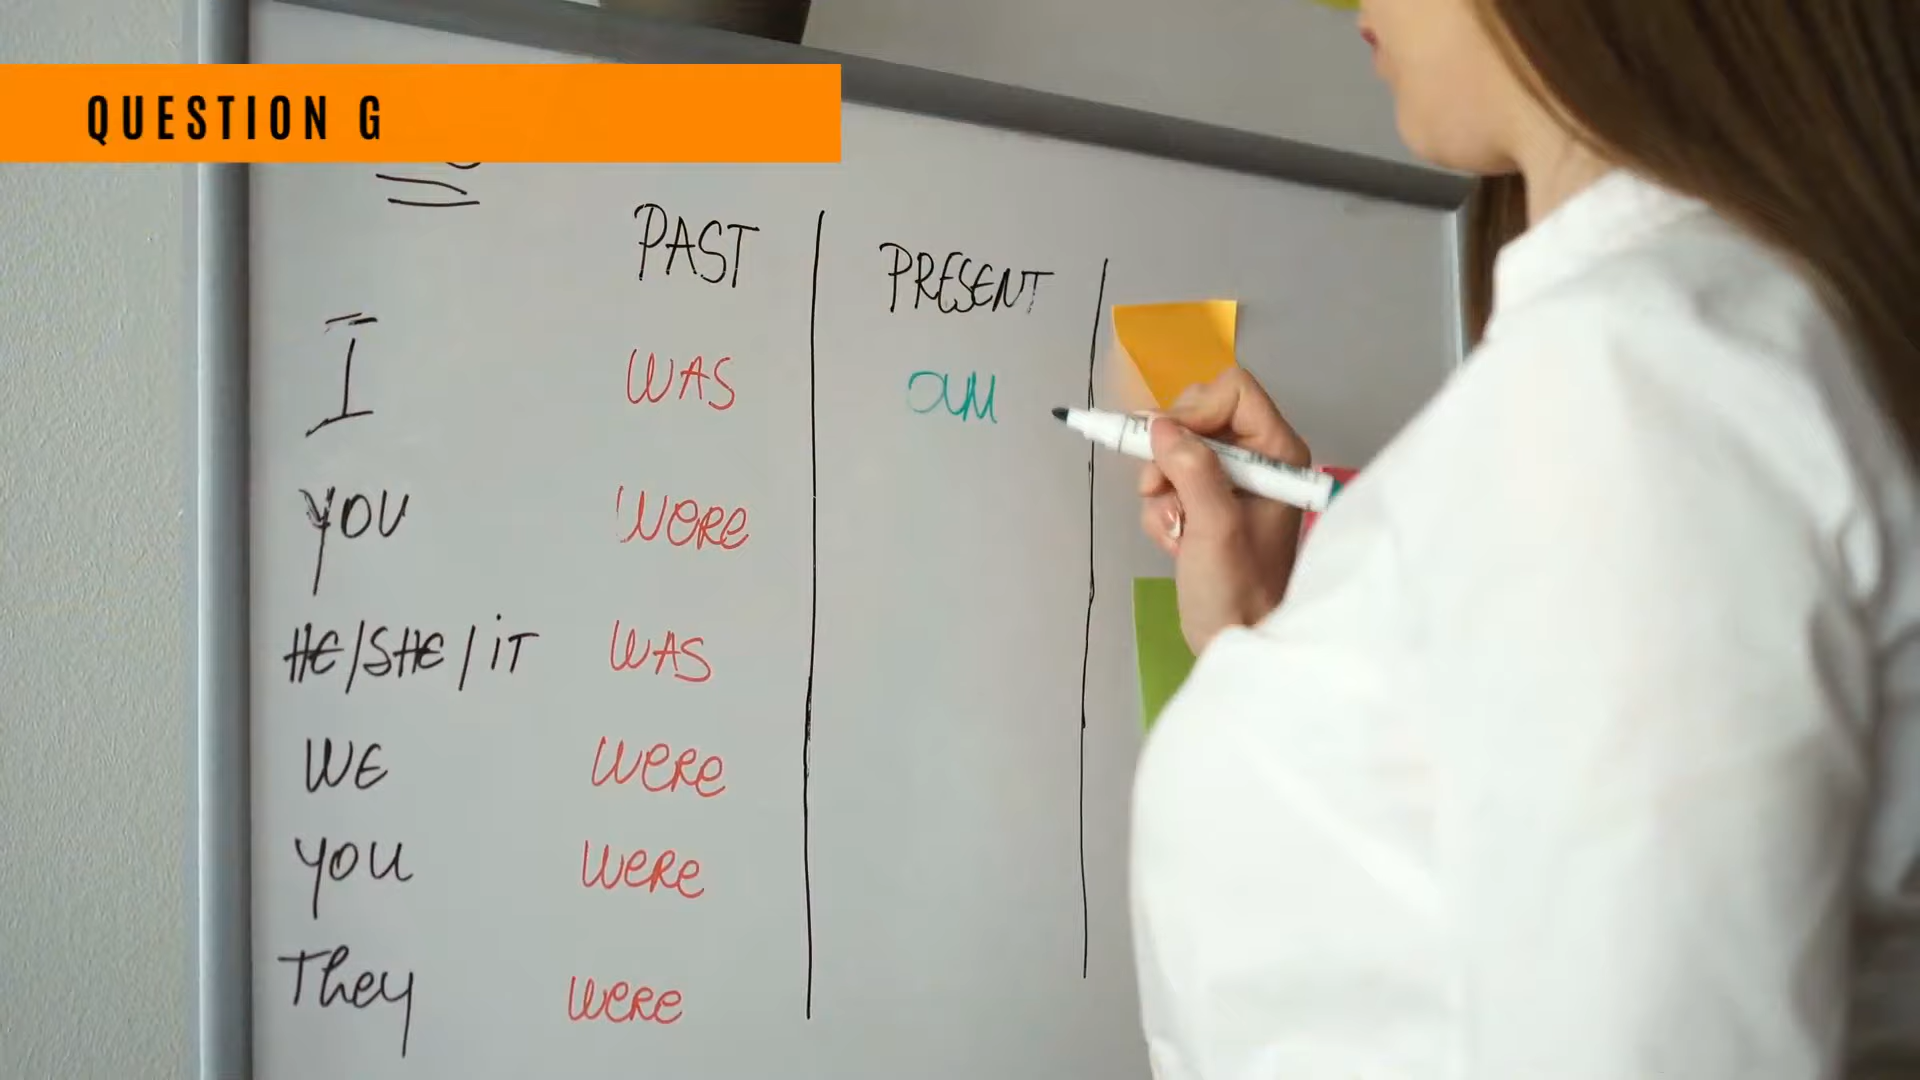 QUESTION G
PAST PRESENT
I WAS am
YOU WeRe
HE/SHE/iT WAS
WE WeRe
YOU WeRe
They WeRe